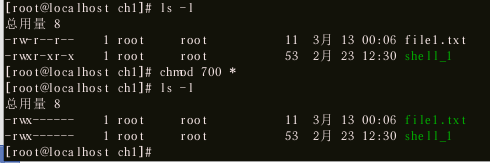 [root@localhost ch1]# ls -l
总用量 8
-rw-r--r-- 1 root root 11 3月 13 00:06 file1.txt
-rwxr-xr-x 1 root root 53 2月 23 12:30 shell_1
[root@localhost ch1]# chmod 700 *
[root@localhost ch1]# ls -l
总用量 8
-rwx------ 1 root root 11 3月 13 00:06 file1.txt
-rwx------ 1 root root 53 2月 23 12:30 shell_1
[root@localhost ch1]#